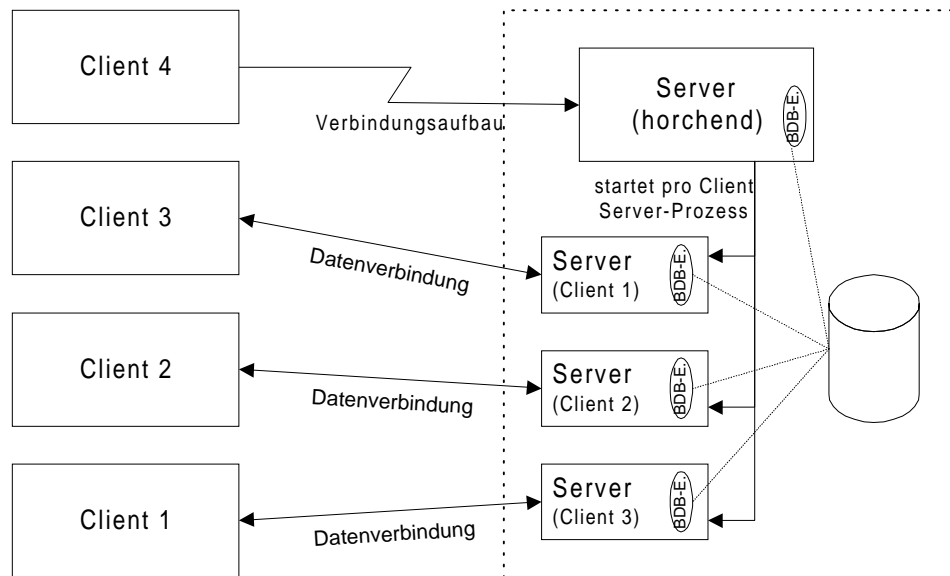 Client 4
Server
(horchend)
BDB-E.
Verbindungsaufbau
startet pro Client
Server-Prozess
Client 3
Datenverbindung
Server
(Client 1)
BDB-E.
Client 2
Datenverbindung
Server
(Client 2)
BDB-E.
Client 1
Datenverbindung
Server
(Client 3)
BDB-E.